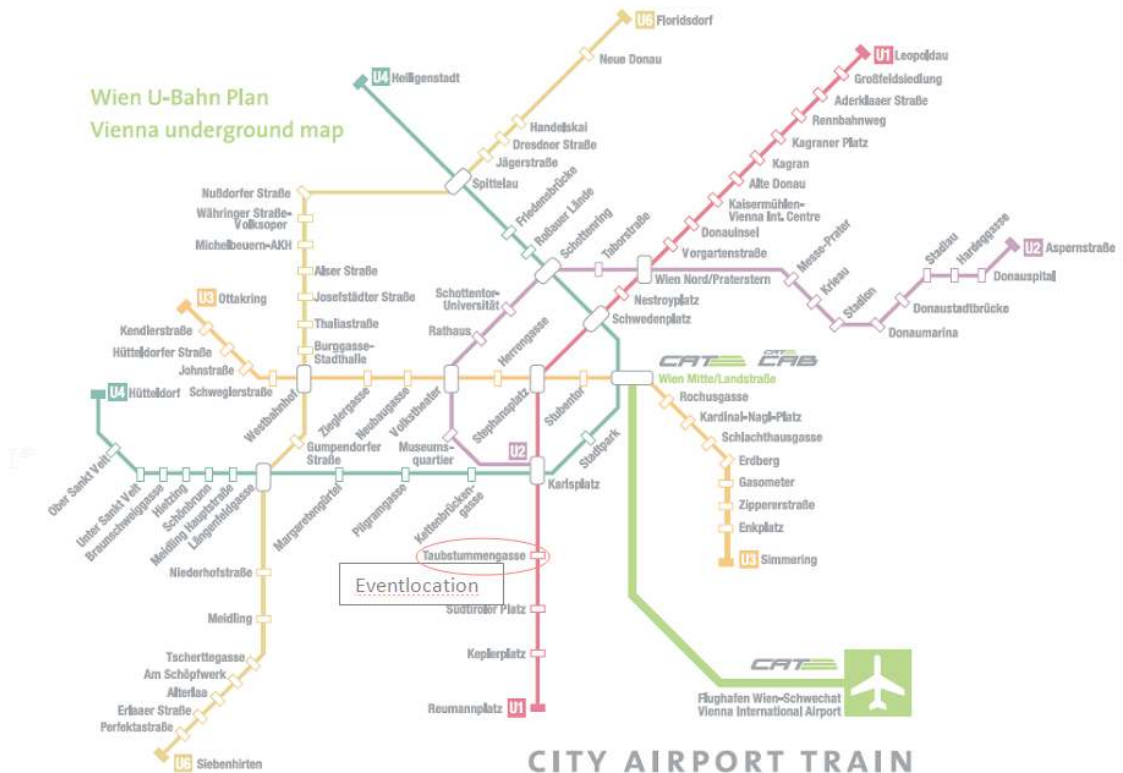 Wien U-Bahn Plan
Vienna underground map
U6 Floridsdorf
Neue Donau
Handelskai
Dresdner Straße
Jägerstraße
Spittelau
Nußdorfer Straße
Währinger Straße-
Volksoper
Michelbeuern-AKH
Alser Straße
Josefstädter Straße
Thaliastraße
Burggasse-
Stadthalle
Westbahnhof
Gumpendorfer
Straße
Längenfeldgasse
Niederhofstraße
Meidling
Tscherttegasse
Am Schöpfwerk
Alterlaa
Erlaaer Straße
Perfektastraße
U6 Siebenhirten
U4 Heiligenstadt
Friedensbrücke
Roßauer Lände
Schottenring
Schwedenplatz
CAT CAT CAB
Wien Mitte/Landstraße
Stadtpark
Karlsplatz
Kettenbrücken-
gasse
Pilgramgasse
Margaretengürtel
Meidling Hauptstraße
Schönbrunn
Hietzing
Braunschweiggasse
Unter Sankt Veit
Ober Sankt Veit
U4 Hütteldorf
U1 Leopoldau
Großfeldsiedlung
Aderklaaer Straße
Rennbahnweg
Kagraner Platz
Kagran
Alte Donau
Kaisermühlen-
Vienna Int. Centre
Donauinsel
Vorgartenstraße
Wien Nord/Praterstern
Nestroyplatz
Stephansplatz
Taubstummengasse
Eventlocation
Südtiroler Platz
Keplerplatz
Reumannplatz U1
U2 Aspernstraße
Donauspital
Hardeggasse
Stadlau
Donaustadtbrücke
Donaumarina
Stadion
Krieau
Messe-Prater
Taborstraße
Schottentor-
Universität
Rathaus
Volkstheater
Museums-
quartier
U2
U3 Ottakring
Kendlerstraße
Hütteldorfer Straße
Johnstraße
Schweglerstraße
Zieglergasse
Neubaugasse
Herrengasse
Stubentor
Rochusgasse
Kardinal-Nagl-Platz
Schlachthausgasse
Erdberg
Gasometer
Zippererstraße
Enkplatz
U3 Simmering
CAT
Flughafen Wien-Schwechat
Vienna International Airport
CITY AIRPORT TRAIN